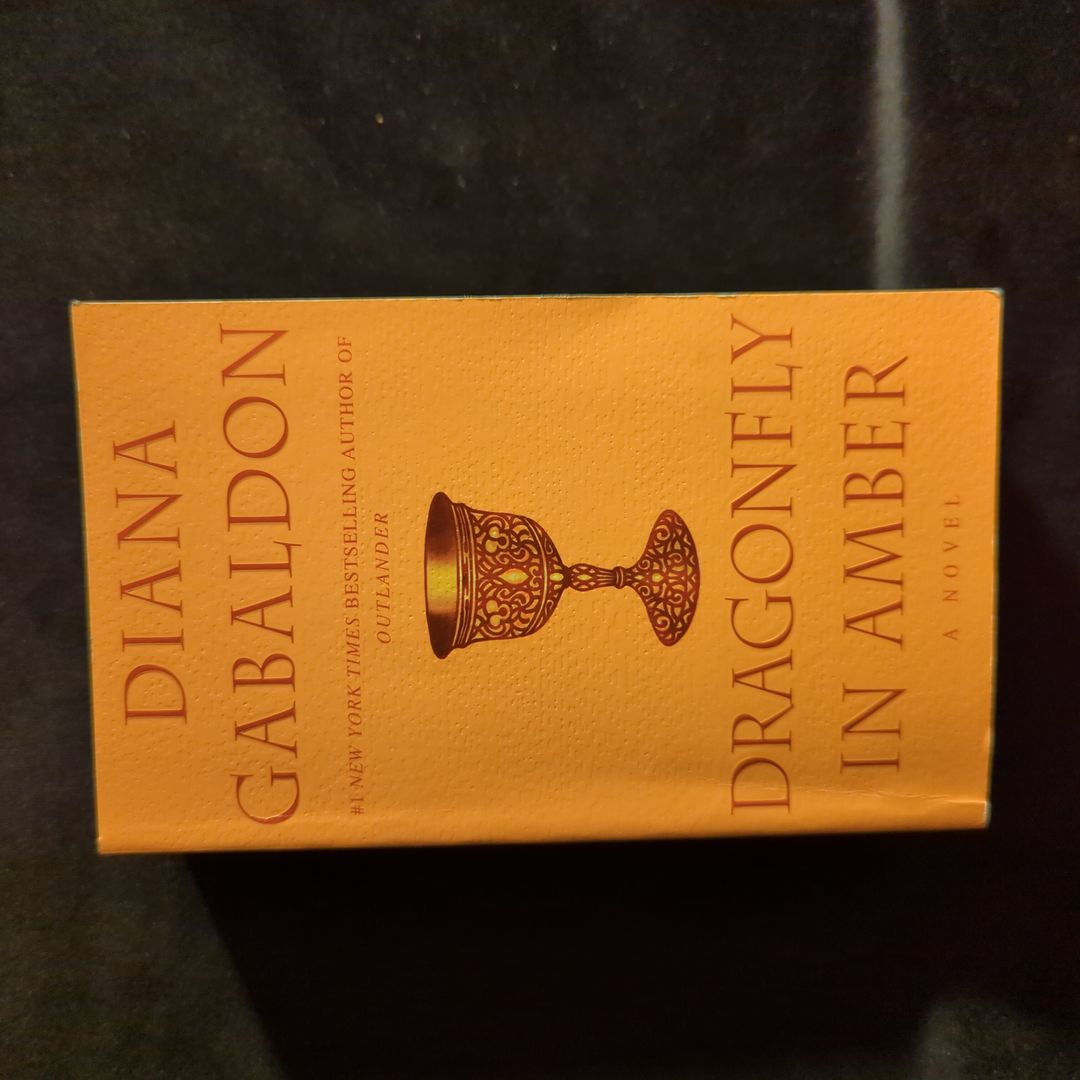 DIANA
GABALDON
#1 NEW YORK TIMES BESTSELLING AUTHOR OF
OUTLANDER
DRAGONFLY
IN AMBER
A NOVEL